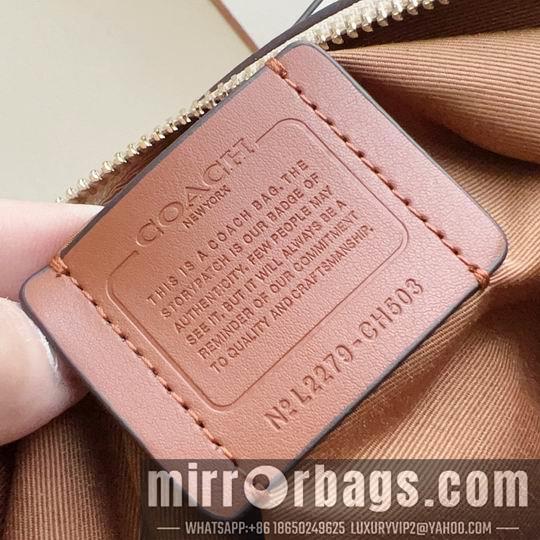 COACH
NEW YORK
THIS IS A COACH BAG. THE
STORYPATCH IS OUR BADGE OF
AUTHENTICITY. FEW PEOPLE MAY
SEE IT. BUT IT WILL ALWAYS BE A
REMINDER OF OUR COMMITMENT
TO QUALITY AND CRAFTSMANSHIP.
Nº L2279-CH503
mirrorbags.com
WHATSAPP:+86 18650249625 LUXURYVIP2@YAHOO.COM